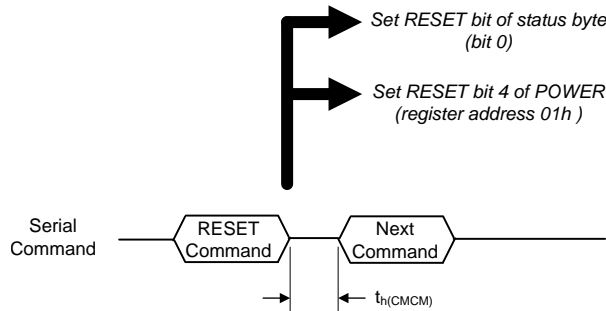 Set RESET bit of status byte
(bit 0)
Set RESET bit 4 of POWER
(register address 01h )
Serial
Command
RESET
Command
Next
Command
th(CMCM)